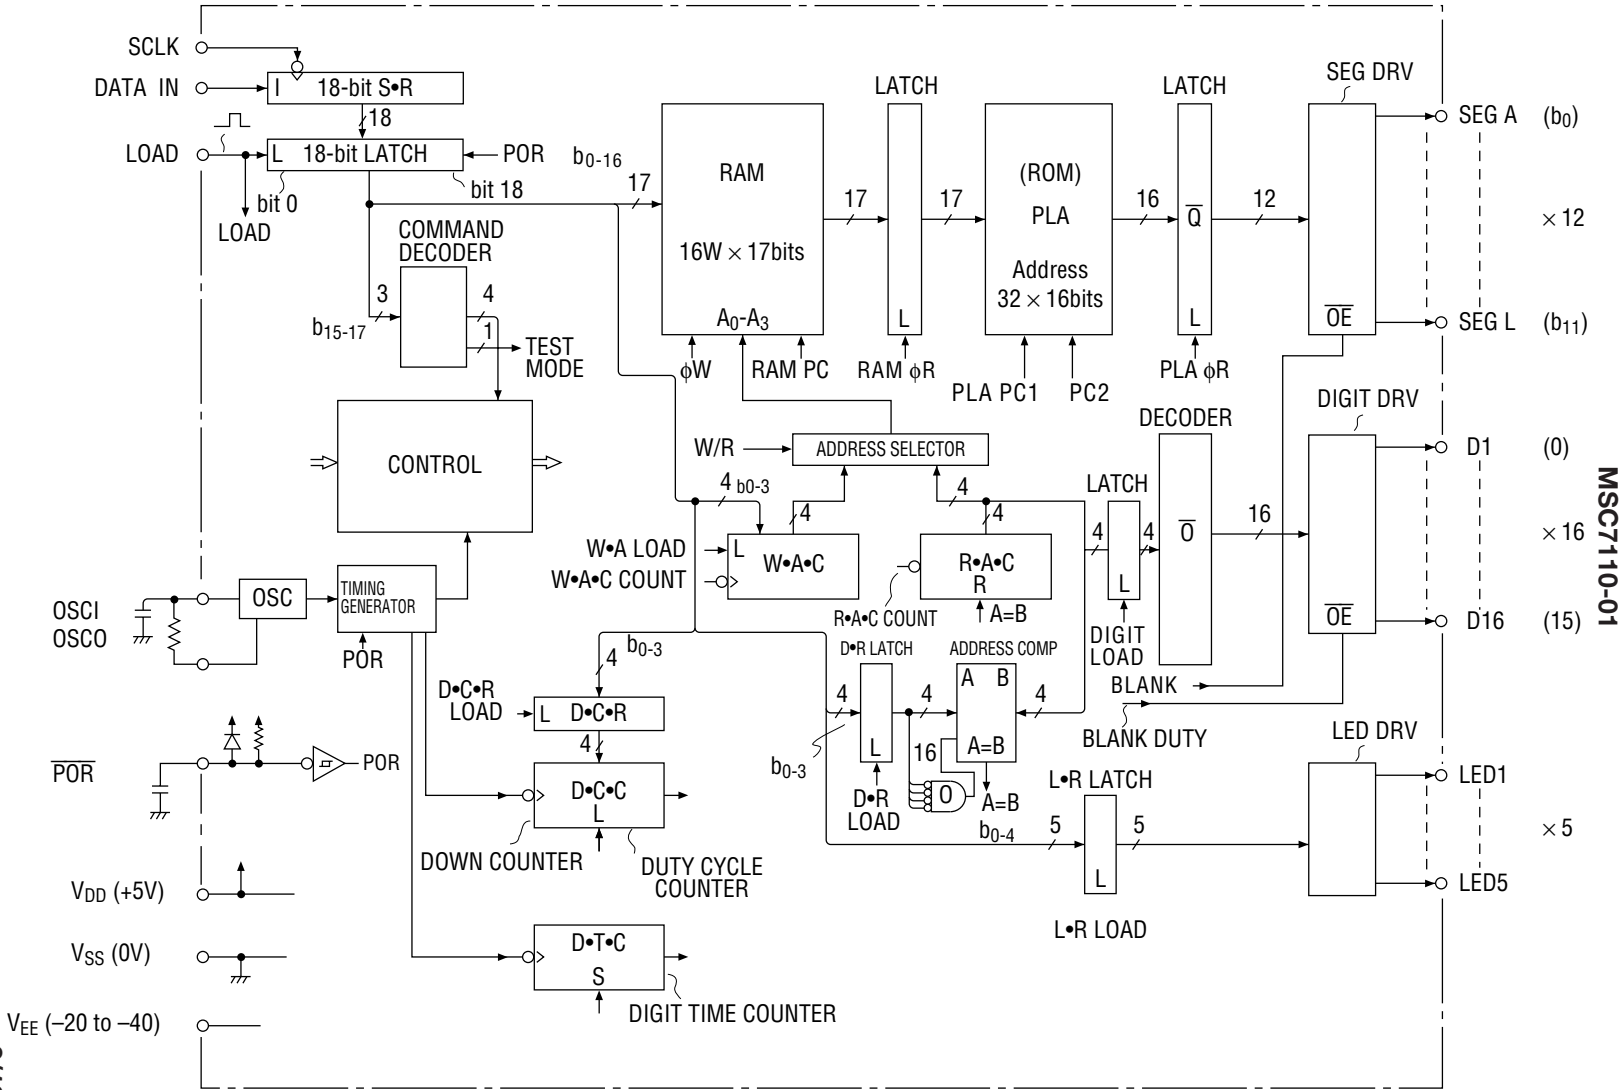 SCLK
DATA IN
LOAD
I 18-bit S•R
18
L 18-bit LATCH
POR
bit 0
bit 18
LOAD
COMMAND
DECODER
3
4
1
b15-17
TEST
MODE
b0-16
17
RAM
16W × 17bits
A0-A3
ϕW
RAM PC
17
LATCH
L
RAM ϕR
17
(ROM)
PLA
Address
32 × 16bits
PLA PC1
PC2
16
LATCH
Q
L
PLA ϕR
12
SEG DRV
OE
SEG A (b0)
× 12
SEG L (b11)
CONTROL
W/R
ADDRESS SELECTOR
4 b0-3
4
4
4
W•A LOAD
W•A•C COUNT
L
W•A•C
R•A•C
R
R•A•C COUNT
A=B
4
LATCH
L
4
DIGIT
LOAD
DECODER
O
16
DIGIT DRV
OE
D1 (0)
× 16
D16 (15)
MSC7110-01
BLANK
BLANK DUTY
OSCI
OSCO
OSC
TIMING
GENERATOR
POR
POR
POR
b0-3
4
D•C•R
LOAD
L D•C•R
4
D•C•C
L
DOWN COUNTER
DUTY CYCLE
COUNTER
D•T•C
S
DIGIT TIME COUNTER
D•R LATCH
4
b0-3
L
D•R
LOAD
4
ADDRESS COMP
A B
A=B
4
16
O
A=B
b0-4
5
L•R LATCH
L
5
L•R LOAD
LED DRV
LED1
× 5
LED5
VDD (+5V)
VSS (0V)
VEE (–20 to –40)